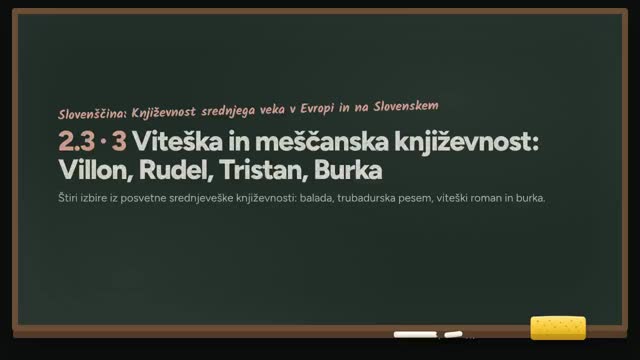 Slovenščina: Književnost srednjega veka v Evropi in na Slovenskem
2.3 · 3 Viteška in meščanska književnost:
Villon, Rudel, Tristan, Burka
Štiri izbire iz posvetne srednjeveške književnosti: balada, trubadurska pesem, viteški roman in burka.